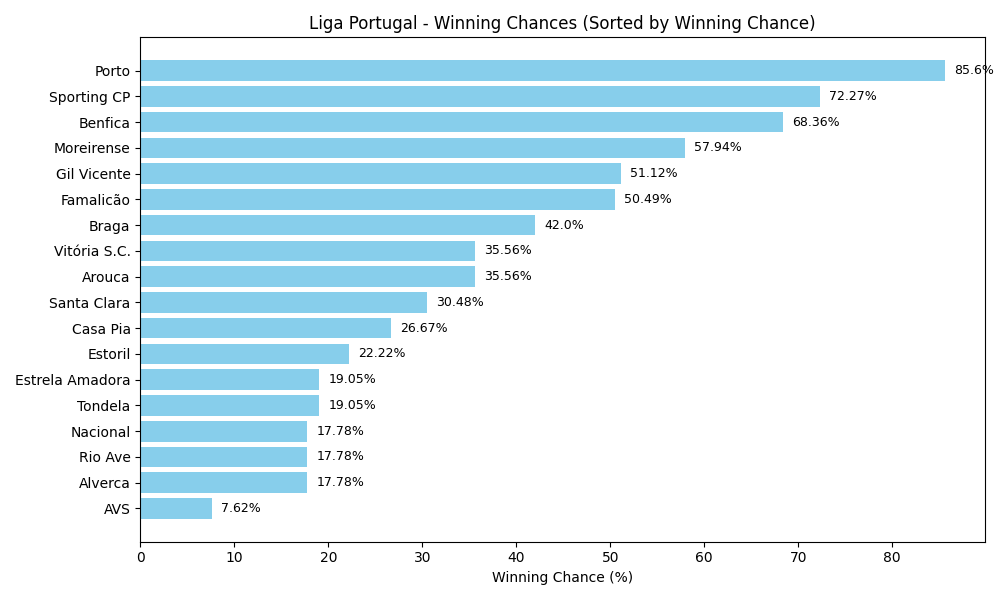 Liga Portugal - Winning Chances (Sorted by Winning Chance)
Porto 85.6%
Sporting CP 72.27%
Benfica 68.36%
Moreirense 57.94%
Gil Vicente 51.12%
Famalicão 50.49%
Braga 42.0%
Vitória S.C. 35.56%
Arouca 35.56%
Santa Clara 30.48%
Casa Pia 26.67%
Estoril 22.22%
Estrela Amadora 19.05%
Tondela 19.05%
Nacional 17.78%
Rio Ave 17.78%
Alverca 17.78%
AVS 7.62%
0 10 20 30 40 50 60 70 80
Winning Chance (%)